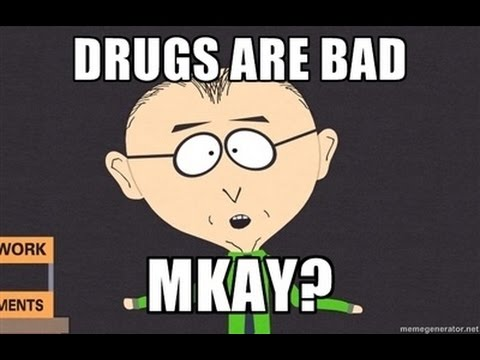 DRUGS ARE BAD
WORK
MKAY?
MENTS
memegenerator.net